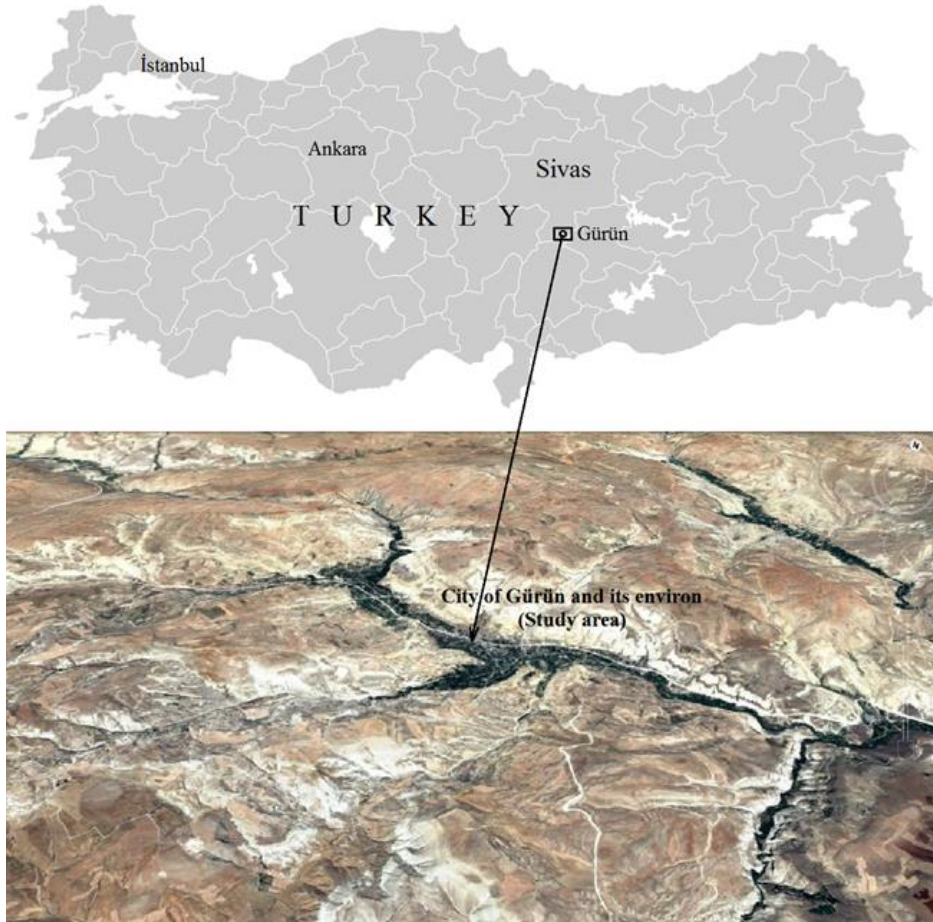 İstanbul
Ankara
Sivas
T U R K E Y
Gürün
City of Gürün and its environ
(Study area)